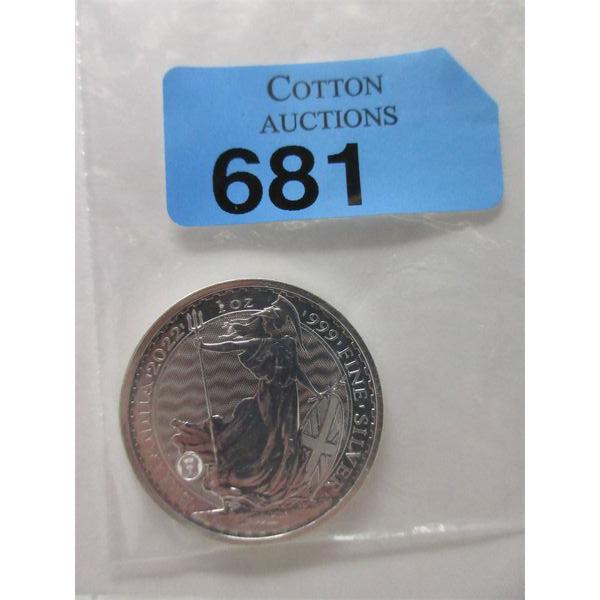 COTTON
AUCTIONS
681
BRITANNIA · 2022 ·
1 OZ
· 999 · FINE · SILVER